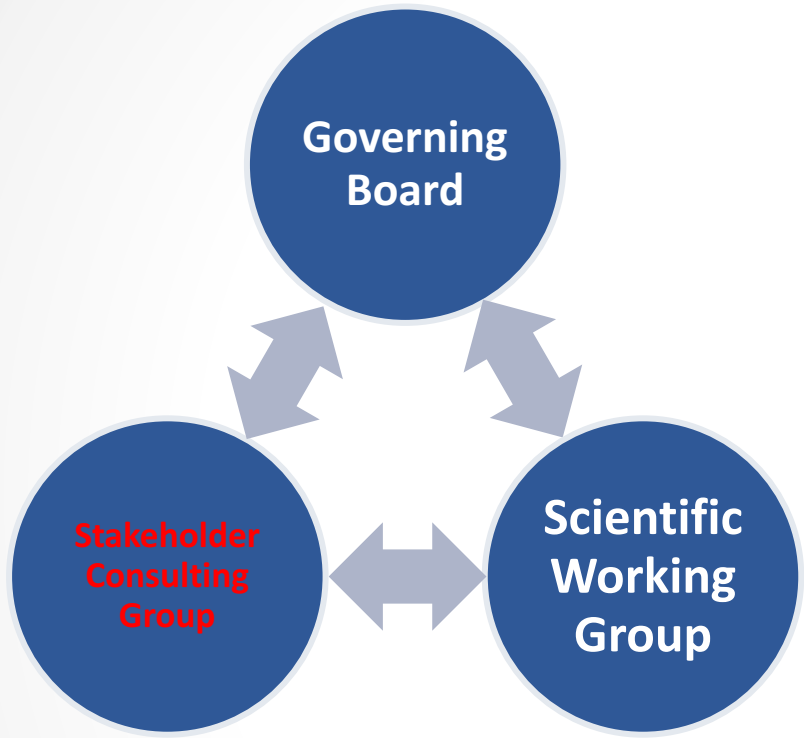 Governing
Board
Stakeholder
Consulting
Group
Scientific
Working
Group